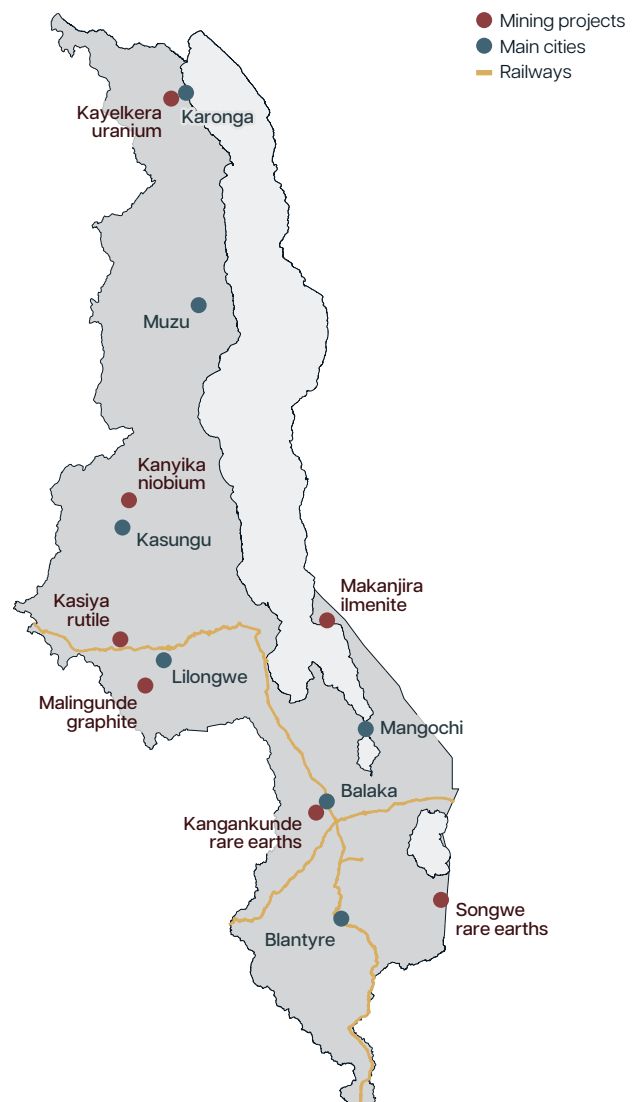 Mining projects
Main cities
Railways
Kayelkera
uranium
Karonga
Muzu
Kanyika
niobium
Kasungu
Makanjira
ilmenite
Kasiya
rutile
Lilongwe
Malingunde
graphite
Mangochi
Balaka
Kangankunde
rare earths
Songwe
rare earths
Blantyre